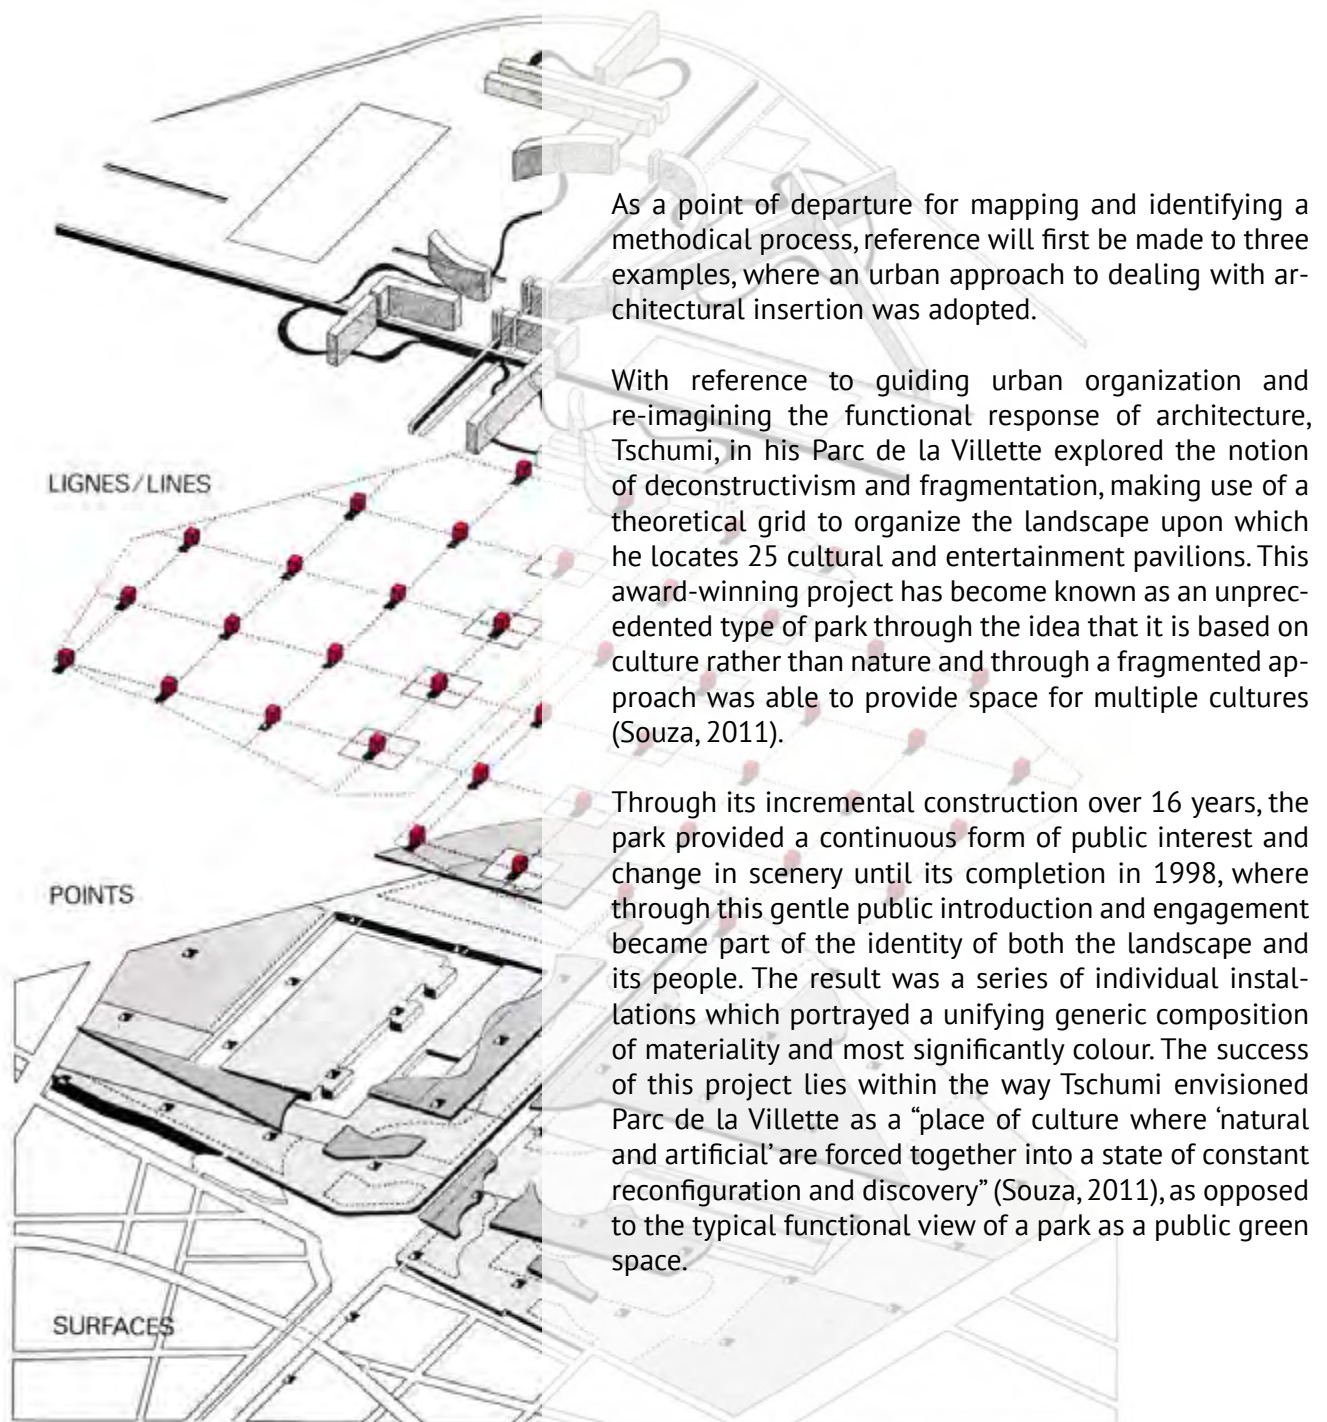 As a point of departure for mapping and identifying a
methodical process, reference will first be made to three
examples, where an urban approach to dealing with ar-
chitectural insertion was adopted.
With reference to guiding urban organization and
re-imagining the functional response of architecture,
Tschumi, in his Parc de la Villette explored the notion
of deconstructivism and fragmentation, making use of a
theoretical grid to organize the landscape upon which
he locates 25 cultural and entertainment pavilions. This
award-winning project has become known as an unprec-
edented type of park through the idea that it is based on
culture rather than nature and through a fragmented ap-
proach was able to provide space for multiple cultures
(Souza, 2011).
Through its incremental construction over 16 years, the
park provided a continuous form of public interest and
change in scenery until its completion in 1998, where
through this gentle public introduction and engagement
became part of the identity of both the landscape and
its people. The result was a series of individual instal-
lations which portrayed a unifying generic composition
of materiality and most significantly colour. The success
of this project lies within the way Tschumi envisioned
Parc de la Villette as a “place of culture where ‘natural
and artificial’ are forced together into a state of constant
reconfiguration and discovery” (Souza, 2011), as opposed
to the typical functional view of a park as a public green
space.
LIGNES/LINES
POINTS
SURFACES